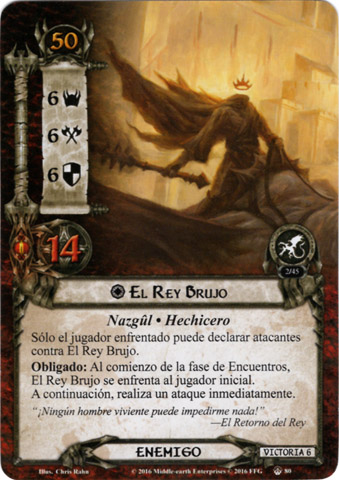 50
6
6
6
14
2/45
El Rey Brujo
Nazgûl • Hechicero
Sólo el jugador enfrentado puede declarar atacantes
contra El Rey Brujo.
Obligado: Al comienzo de la fase de Encuentros,
El Rey Brujo se enfrenta al jugador inicial.
A continuación, realiza un ataque inmediatamente.
“¡Ningún hombre viviente puede impedirme nada!”
—El Retorno del Rey
ENEMIGO
VICTORIA 6
Illus. Chris Rahn
© 2016 Middle-earth Enterprises © 2016 FFG
80